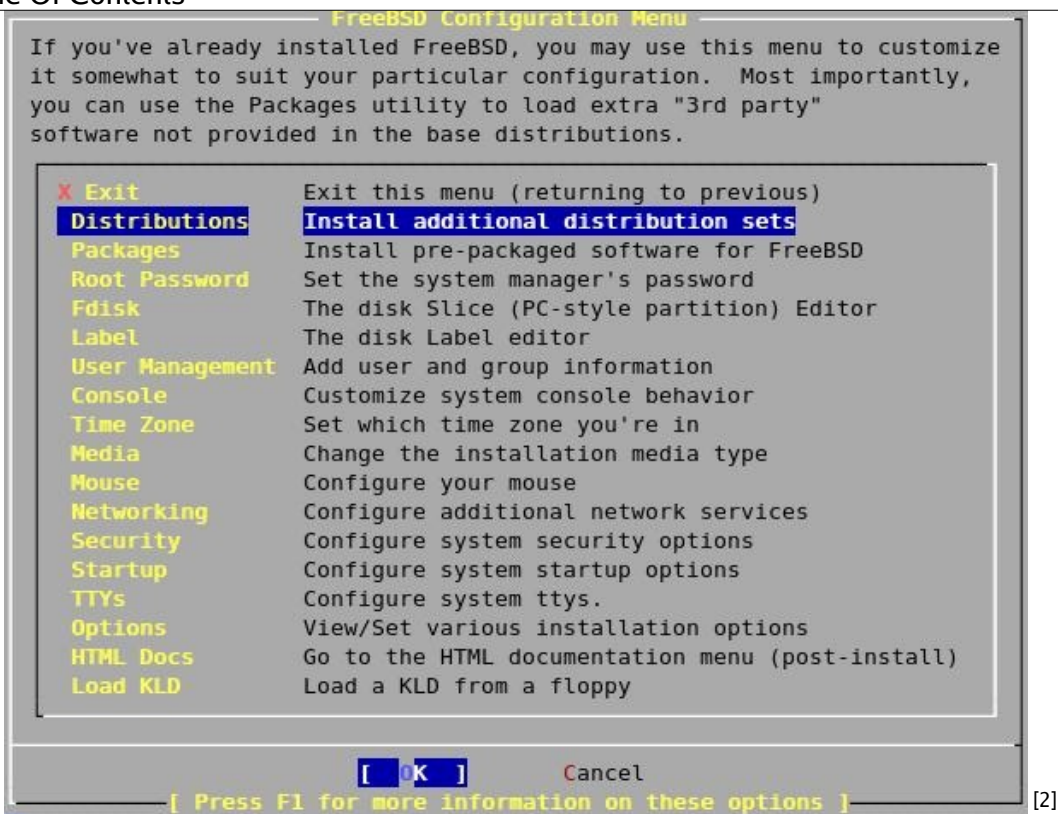 FreeBSD Configuration Menu
If you've already installed FreeBSD, you may use this menu to customize
it somewhat to suit your particular configuration.  Most importantly,
you can use the Packages utility to load extra "3rd party"
software not provided in the base distributions.
X Exit Exit this menu (returning to previous)
Distributions Install additional distribution sets
Packages Install pre-packaged software for FreeBSD
Root Password Set the system manager's password
Fdisk The disk Slice (PC-style partition) Editor
Label The disk Label editor
User Management Add user and group information
Console Customize system console behavior
Time Zone Set which time zone you're in
Media Change the installation media type
Mouse Configure your mouse
Networking Configure additional network services
Security Configure system security options
Startup Configure system startup options
TTYs Configure system ttys.
Options View/Set various installation options
HTML Docs Go to the HTML documentation menu (post-install)
Load KLD Load a KLD from a floppy
[ OK ] Cancel
[ Press F1 for more information on these options ]
[2]